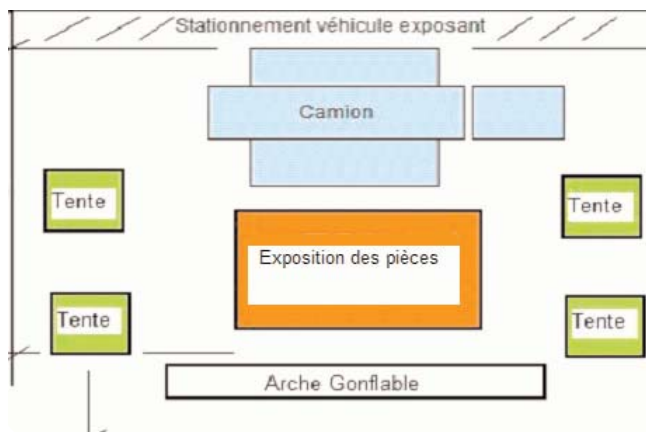 Stationnement véhicule exposant
Camion
Tente
Tente
Exposition des pièces
Tente
Tente
Arche Gonflable